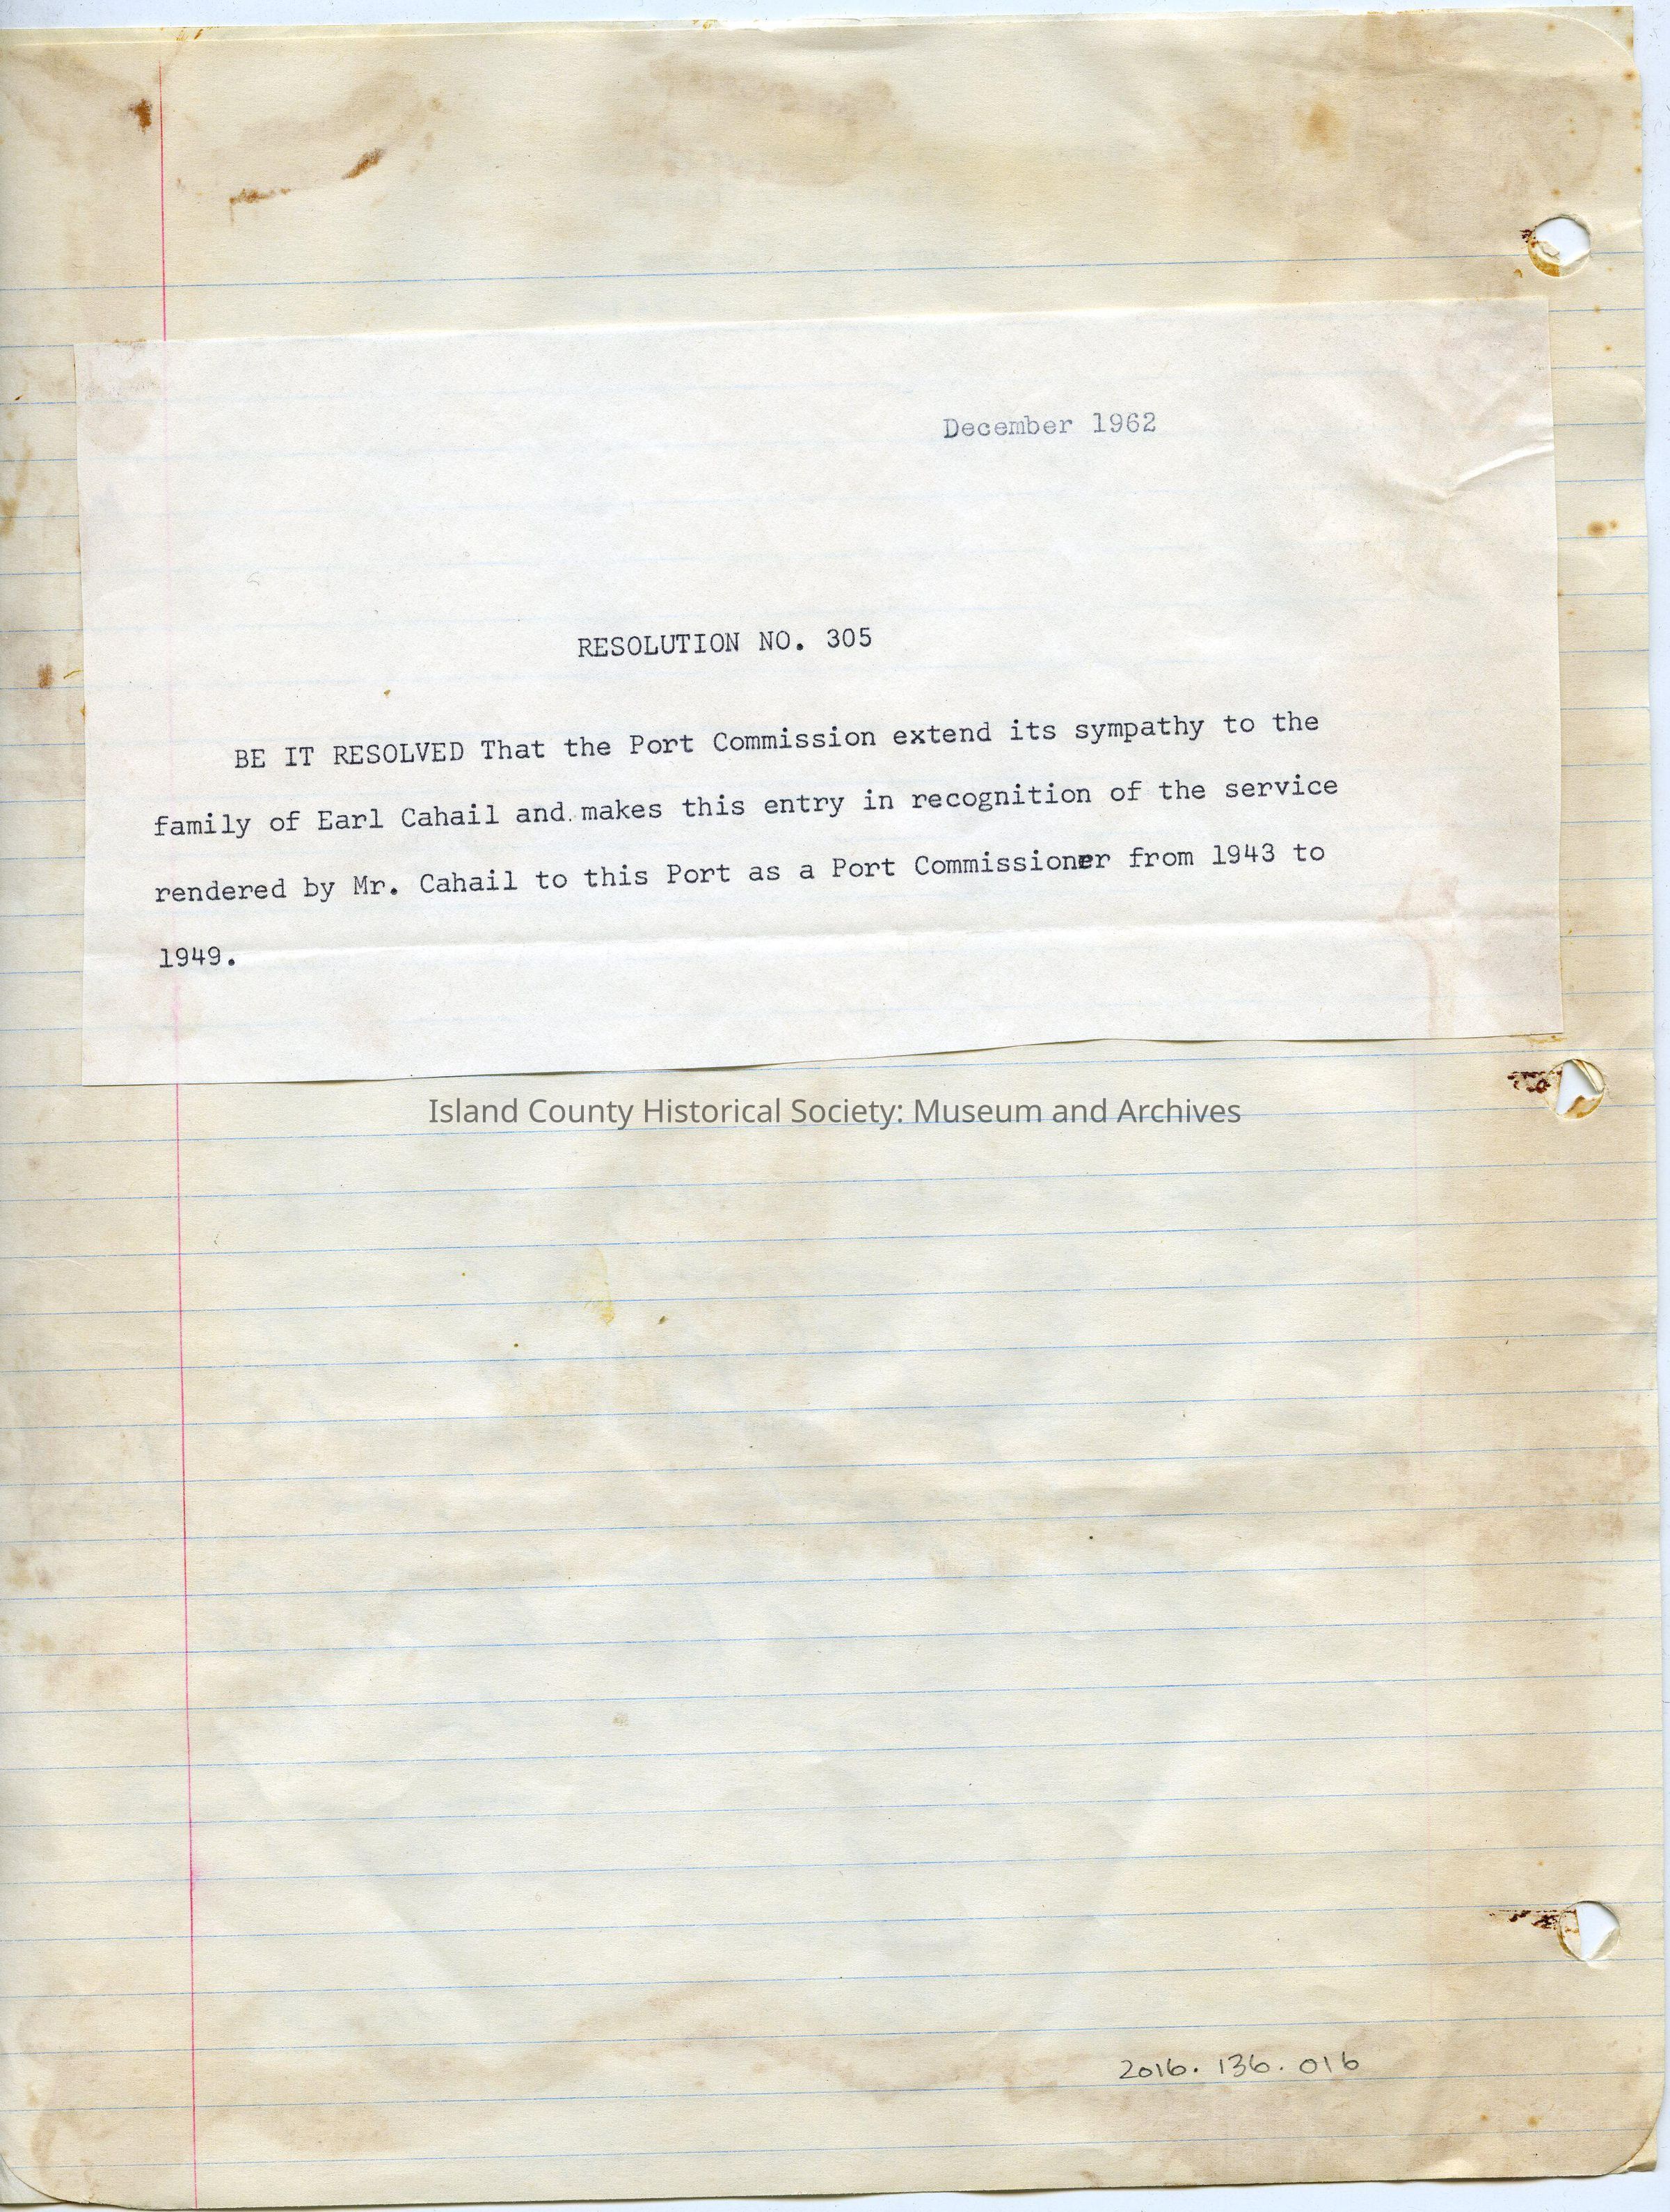 December 1962
RESOLUTION NO. 305
BE IT RESOLVED That the Port Commission extend its sympathy to the
family of Earl Cahail and makes this entry in recognition of the service
rendered by Mr. Cahail to this Port as a Port Commissioner from 1943 to
1949.
Island County Historical Society: Museum and Archives
2016.136.016